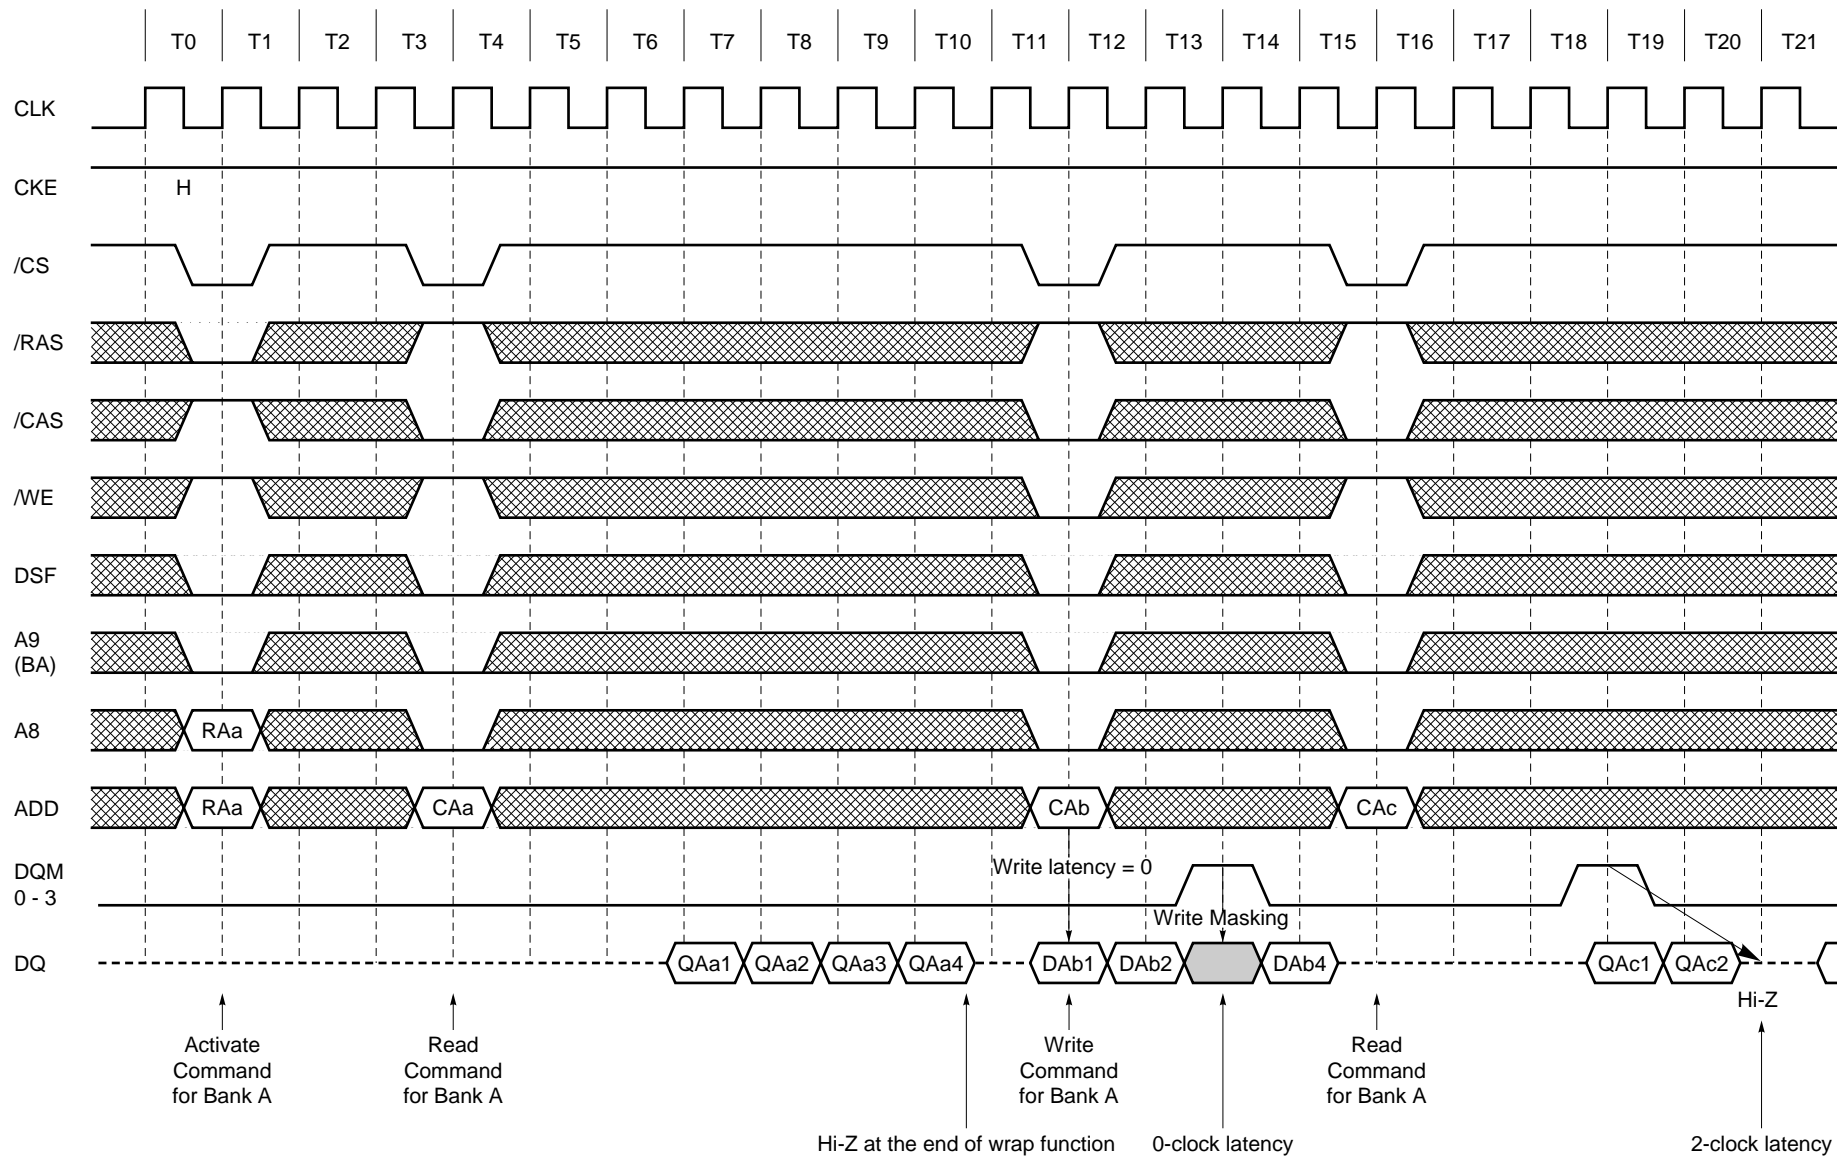 T0 T1 T2 T3 T4 T5 T6 T7 T8 T9 T10 T11 T12 T13 T14 T15 T16 T17 T18 T19 T20 T21
CLK
CKE H
/CS
/RAS
/CAS
/WE
DSF
A9
(BA)
A8 RAa
ADD RAa CAa CAb CAc
DQM
0 - 3
Write latency = 0
Write Masking
DQ QAa1 QAa2 QAa3 QAa4 DAb1 DAb2 DAb4 QAc1 QAc2
Hi-Z
Activate
Command
for Bank A
Read
Command
for Bank A
Write
Command
for Bank A
Read
Command
for Bank A
Hi-Z at the end of wrap function
0-clock latency
2-clock latency